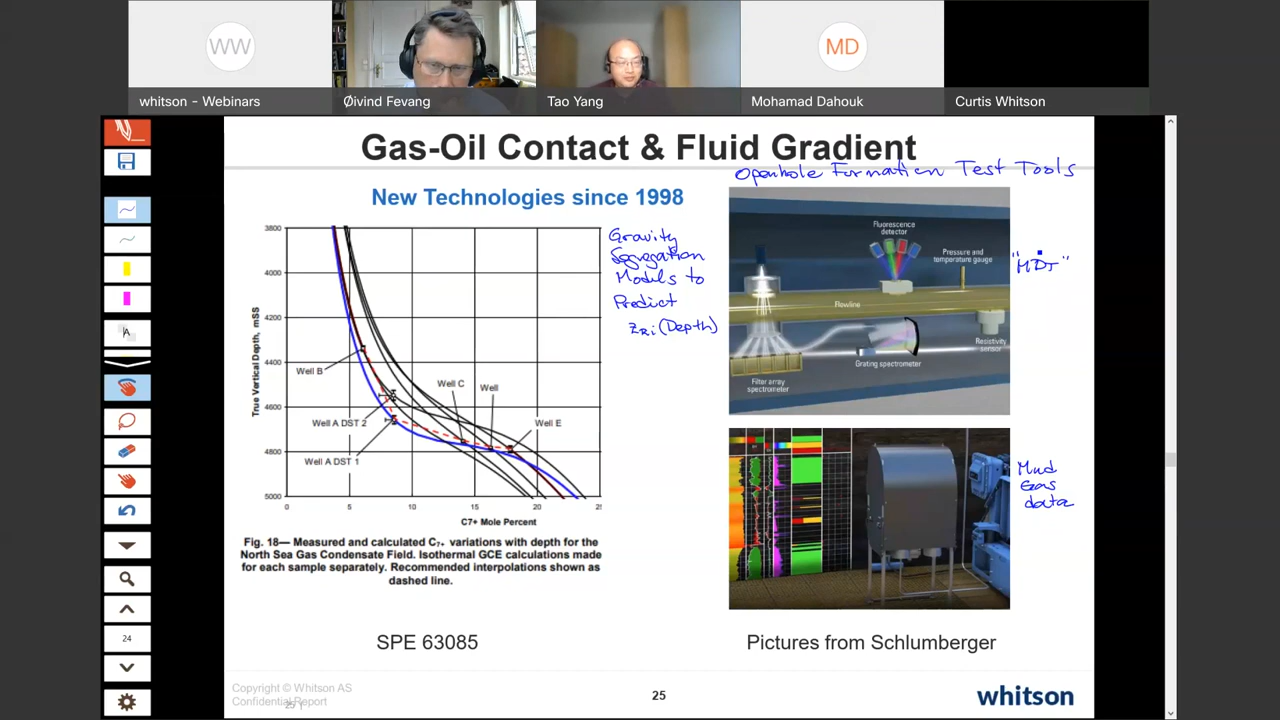 WW
MD
whitson - Webinars
Øivind Fevang
Tao Yang
Mohamad Dahouk
Curtis Whitson
Gas-Oil Contact & Fluid Gradient
Openhole Formation Test Tools
New Technologies since 1998
Gravity
Segregation
Models to
Predict
zRi(Depth)
True Vertical Depth, mSS
3800
4000
4200
4400
4600
4800
5000
0
5
10
15
20
25
C7+ Mole Percent
Well B
Well A DST 2
Well A DST 1
Well C
Well
Well E
Fig. 18— Measured and calculated C7+ variations with depth for the
North Sea Gas Condensate Field. Isothermal GCE calculations made
for each sample separately. Recommended interpolations shown as
dashed line.
SPE 63085
Fluorescence
detector
Pressure and
temperature gauge
Flowline
Resistivity
sensor
Grating spectrometer
Filter array
spectrometer
"MDT"
Mud
Gas
data
Pictures from Schlumberger
Copyright © Whitson AS
Confidential Report
25
whitson
A
24